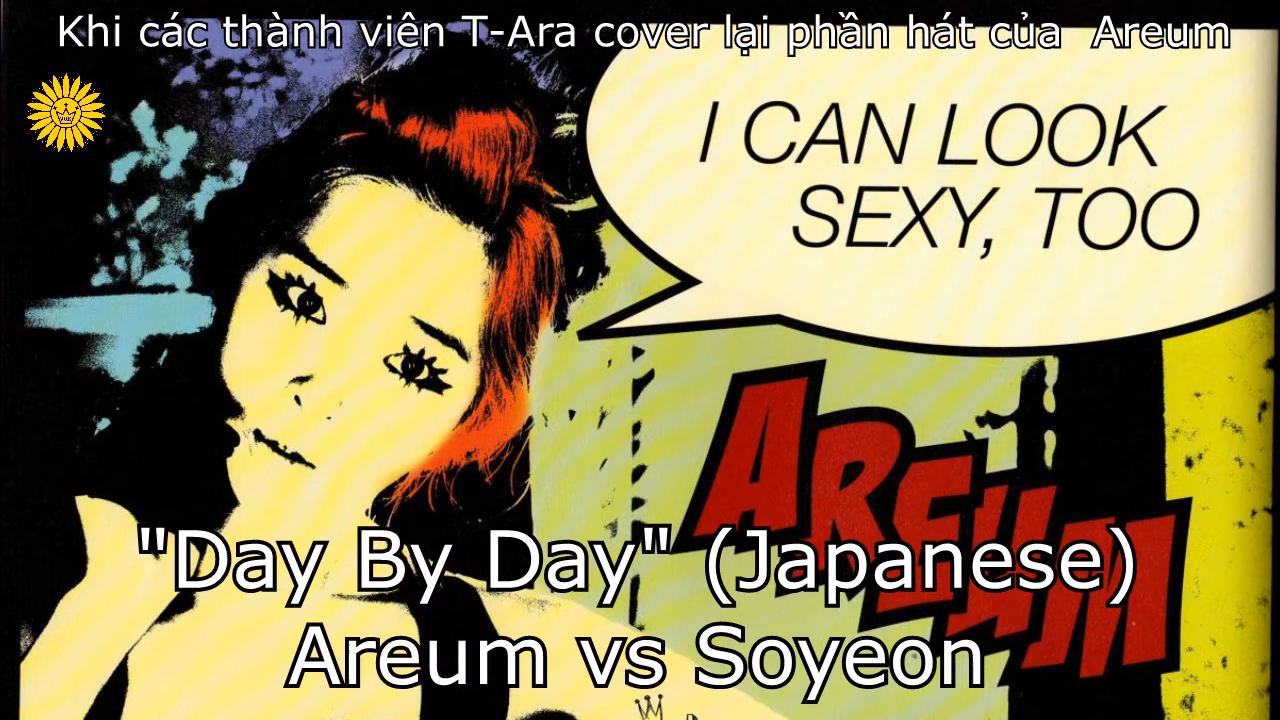 Khi các thành viên T-Ara cover lại phần hát của Areum
I CAN LOOK
SEXY, TOO
AREUM
"Day By Day" (Japanese)
Areum vs Soyeon